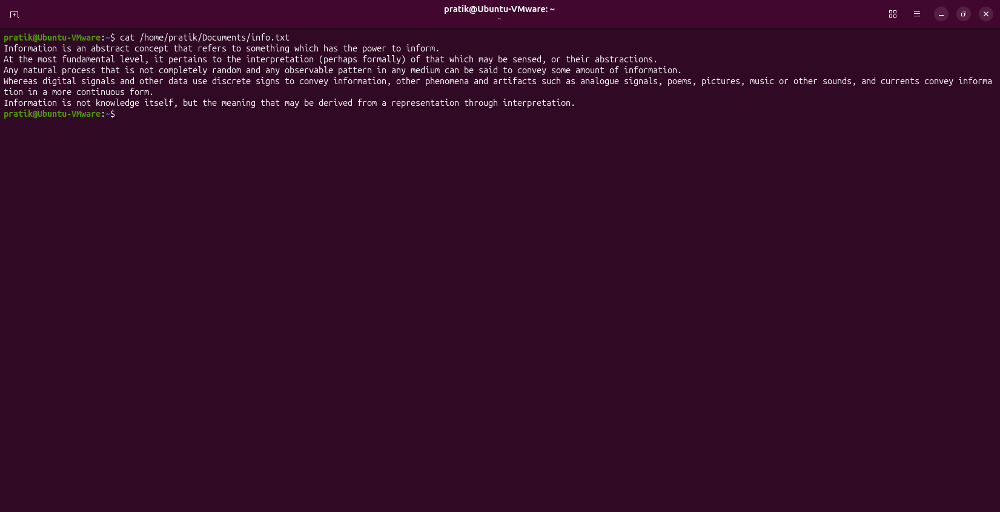 pratik@Ubuntu-VMware: ~
~
pratik@Ubuntu-VMware:~$ cat /home/pratik/Documents/info.txt
Information is an abstract concept that refers to something which has the power to inform.
At the most fundamental level, it pertains to the interpretation (perhaps formally) of that which may be sensed, or their abstractions.
Any natural process that is not completely random and any observable pattern in any medium can be said to convey some amount of information.
Whereas digital signals and other data use discrete signs to convey information, other phenomena and artifacts such as analogue signals, poems, pictures, music or other sounds, and currents convey informa
tion in a more continuous form.
Information is not knowledge itself, but the meaning that may be derived from a representation through interpretation.
pratik@Ubuntu-VMware:~$